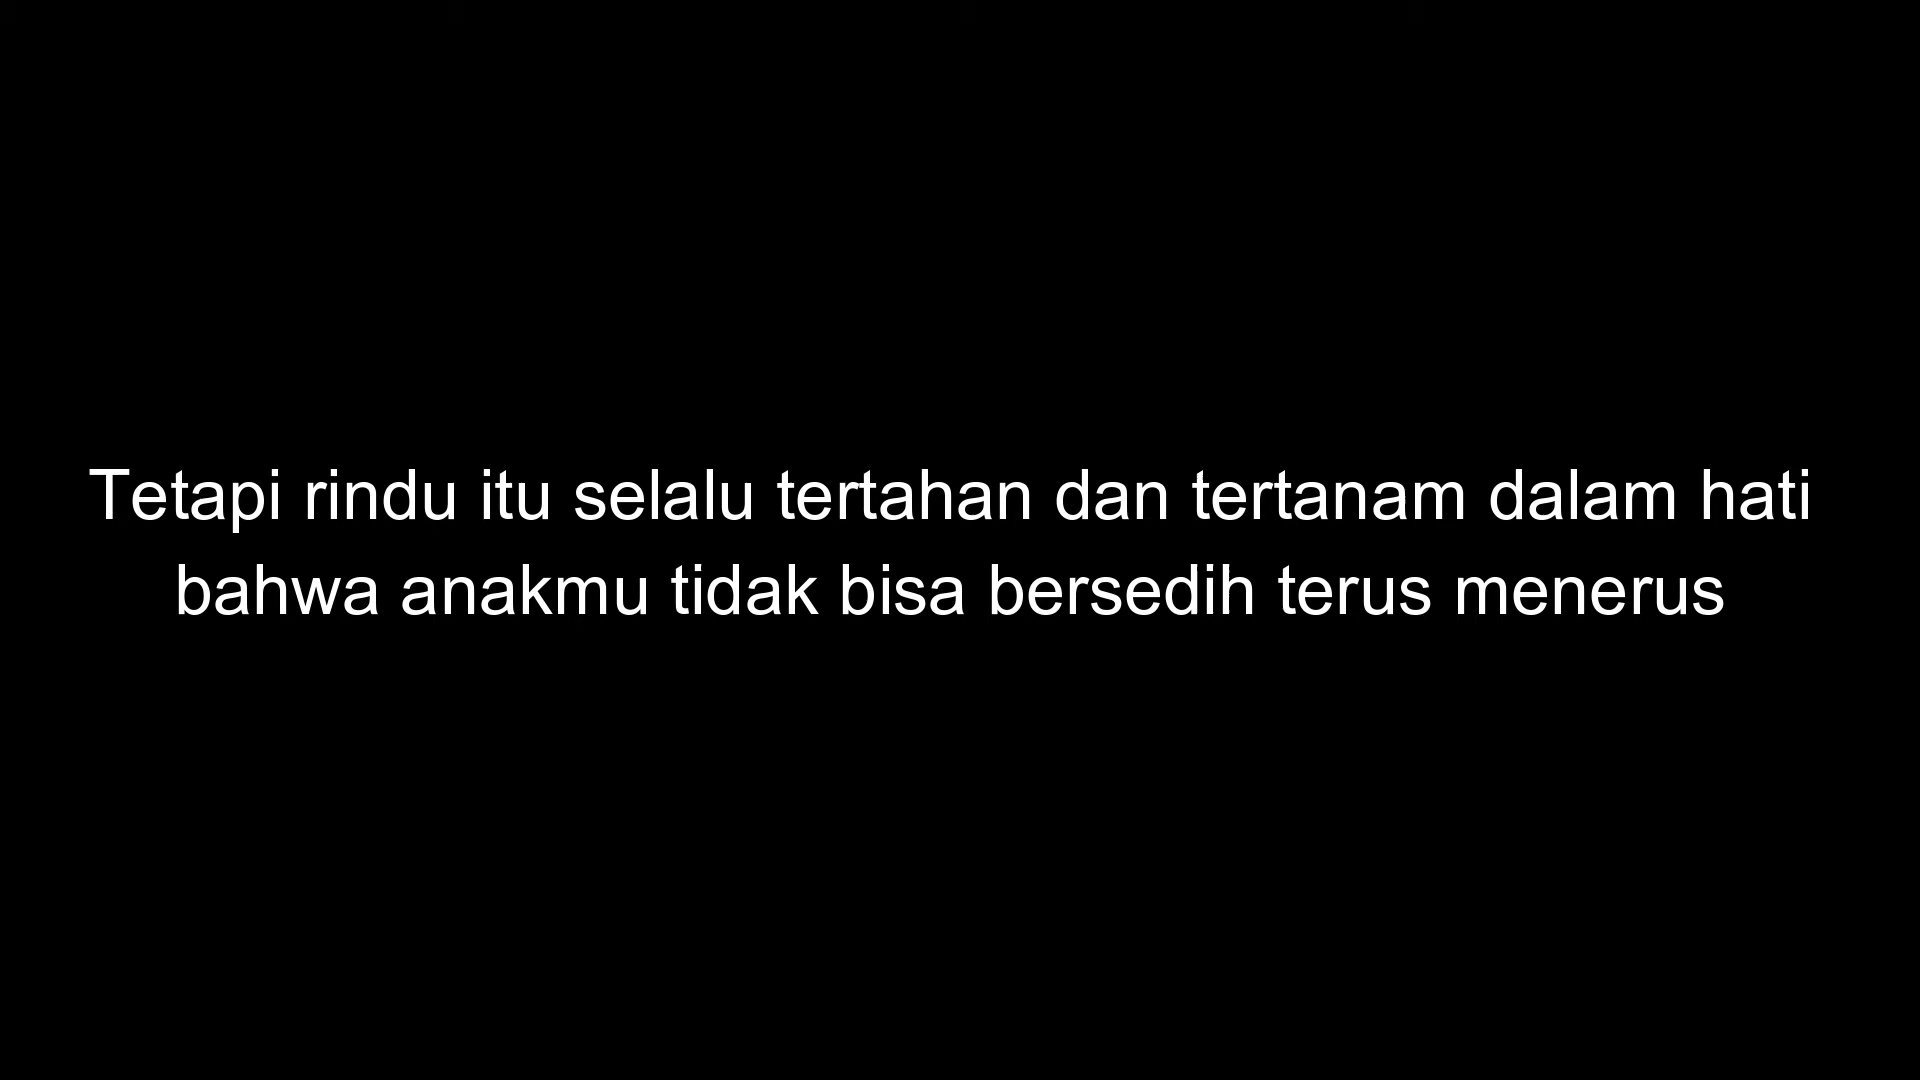 Tetapi rindu itu selalu tertahan dan tertanam dalam hati
bahwa anakmu tidak bisa bersedih terus menerus